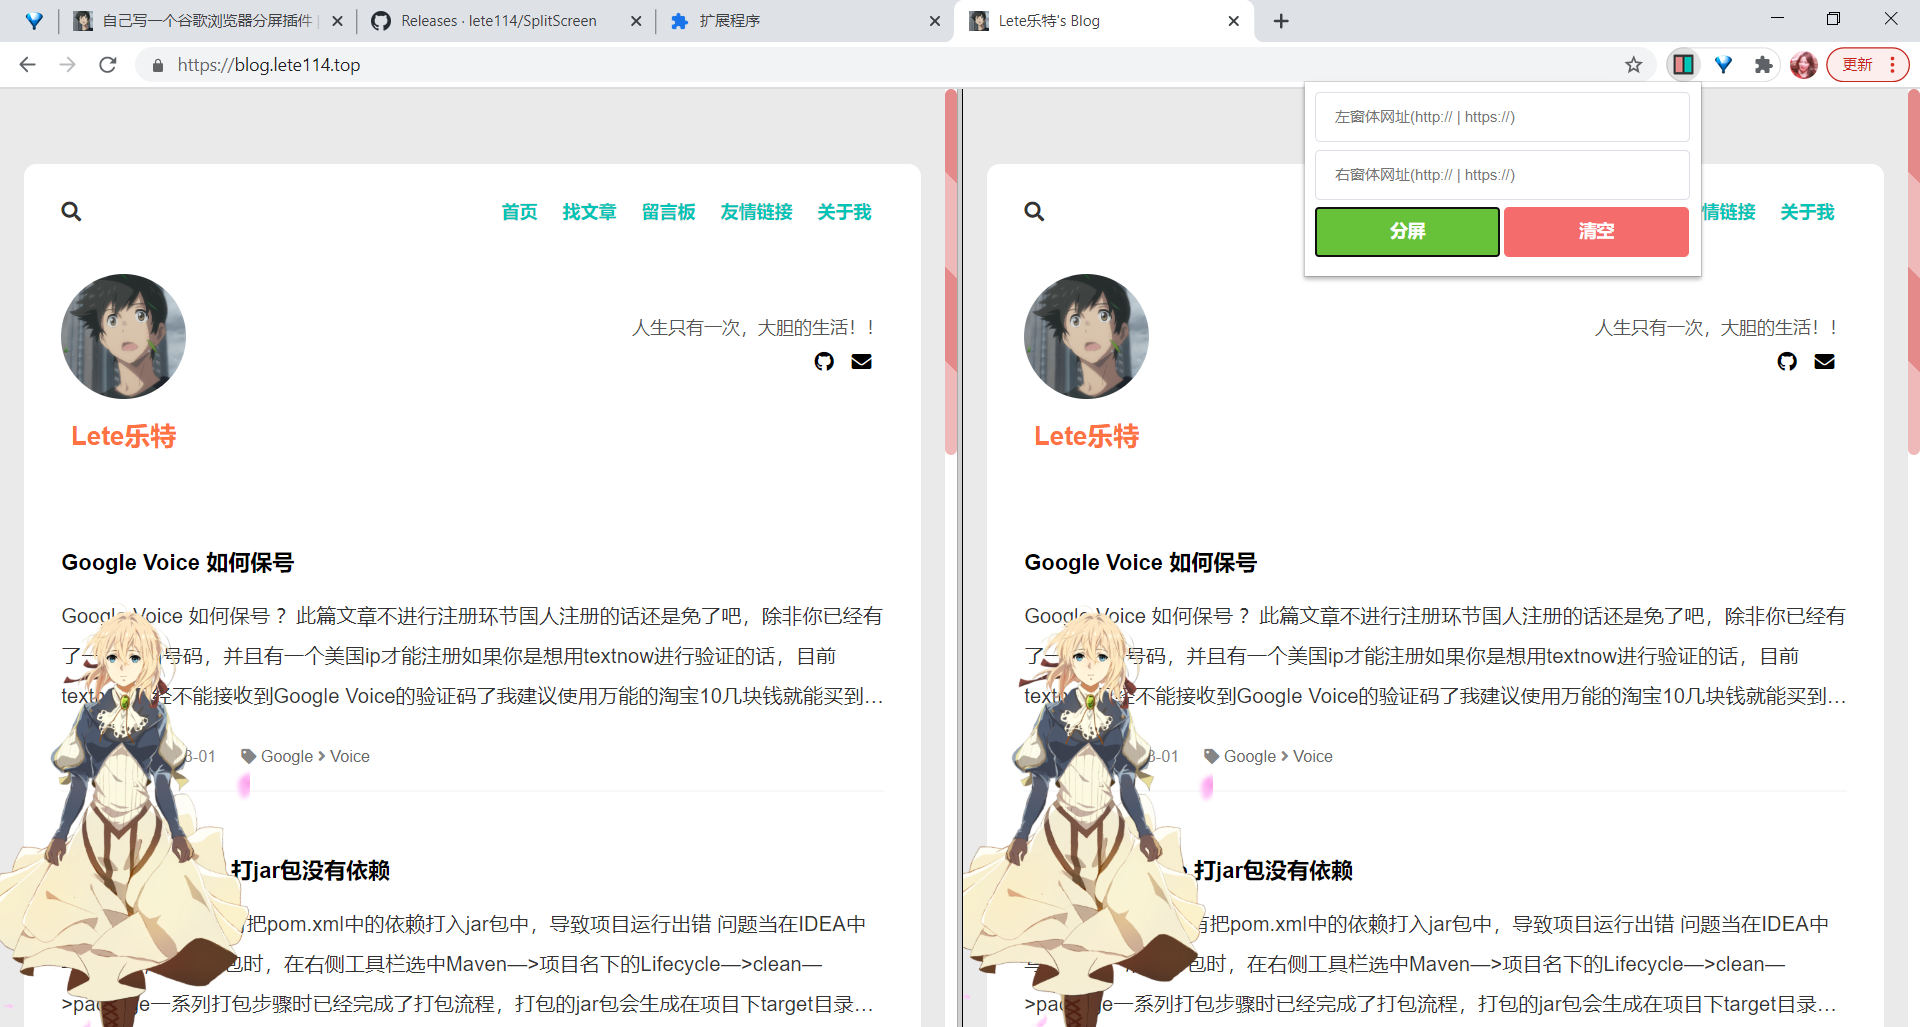 自己写一个谷歌浏览器分屏插件
Releases · lete114/SplitScreen
扩展程序
Lete乐特's Blog
https://blog.lete114.top
更新
左窗体网址(http:// | https://)
右窗体网址(http:// | https://)
分屏
清空
首页
找文章
留言板
友情链接
关于我
人生只有一次，大胆的生活！！
Lete乐特
Google Voice 如何保号
Google Voice 如何保号 ？此篇文章不进行注册环节国人注册的话还是免了吧，除非你已经有
了一 号码，并且有一个美国ip才能注册如果你是想用textnow进行验证的话，目前
textn 经不能接收到Google Voice的验证码了我建议使用万能的淘宝10几块钱就能买到…
3-01
Google
Voice
打jar包没有依赖
把pom.xml中的依赖打入jar包中，导致项目运行出错 问题当在IDEA中
包时，在右侧工具栏选中Maven—>项目名下的Lifecycle—>clean—
>pac ge一系列打包步骤时已经完成了打包流程，打包的jar包会生成在项目下target目录…
情链接
关于我
人生只有一次，大胆的生活！！
Lete乐特
Google Voice 如何保号
Google Voice 如何保号 ？此篇文章不进行注册环节国人注册的话还是免了吧，除非你已经有
了一 号码，并且有一个美国ip才能注册如果你是想用textnow进行验证的话，目前
textn 经不能接收到Google Voice的验证码了我建议使用万能的淘宝10几块钱就能买到…
3-01
Google
Voice
打jar包没有依赖
有把pom.xml中的依赖打入jar包中，导致项目运行出错 问题当在IDEA中
包时，在右侧工具栏选中Maven—>项目名下的Lifecycle—>clean—
>pac ge一系列打包步骤时已经完成了打包流程，打包的jar包会生成在项目下target目录…